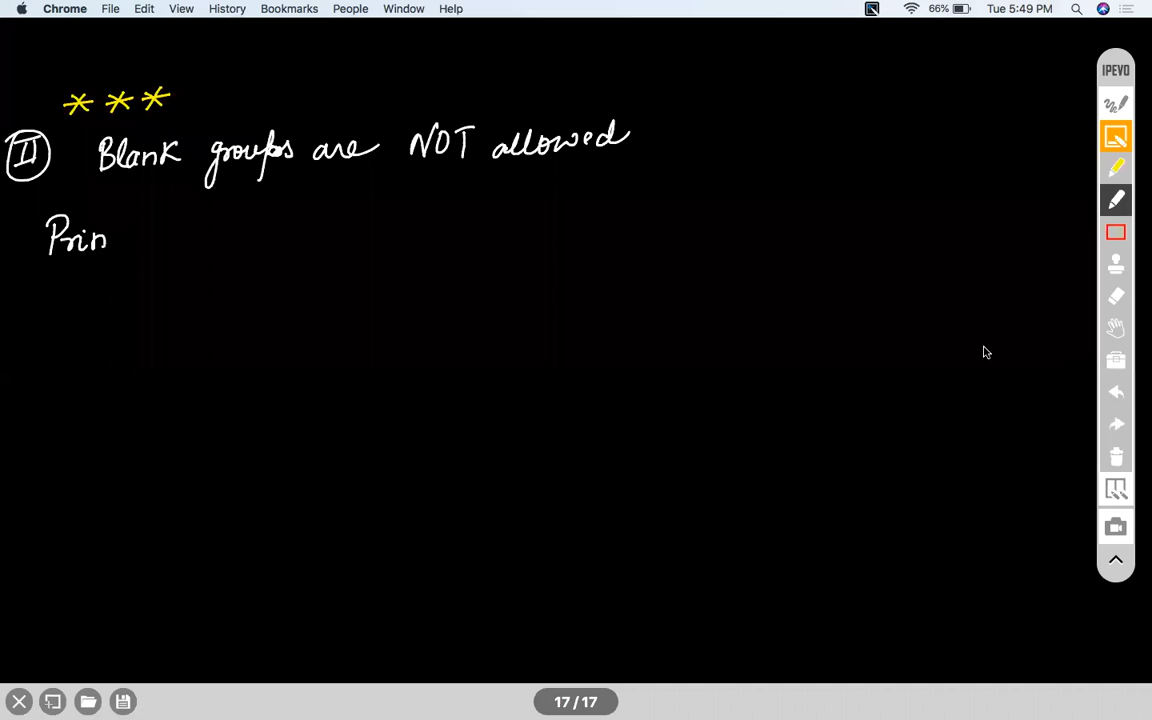 Chrome File Edit View History Bookmarks People Window Help 66% Tue 5:49 PM
IPEVO
***
II Blank groups are NOT allowed
Prin
17/17